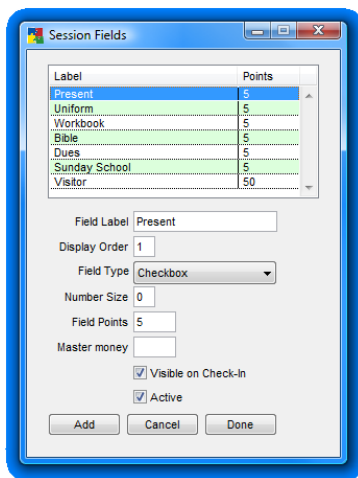 Session Fields
Label Points
Present 5
Uniform 5
Workbook 5
Bible 5
Dues 5
Sunday School 5
Visitor 50
Field Label Present
Display Order 1
Field Type Checkbox
Number Size 0
Field Points 5
Master money
Visible on Check-In
Active
Add Cancel Done